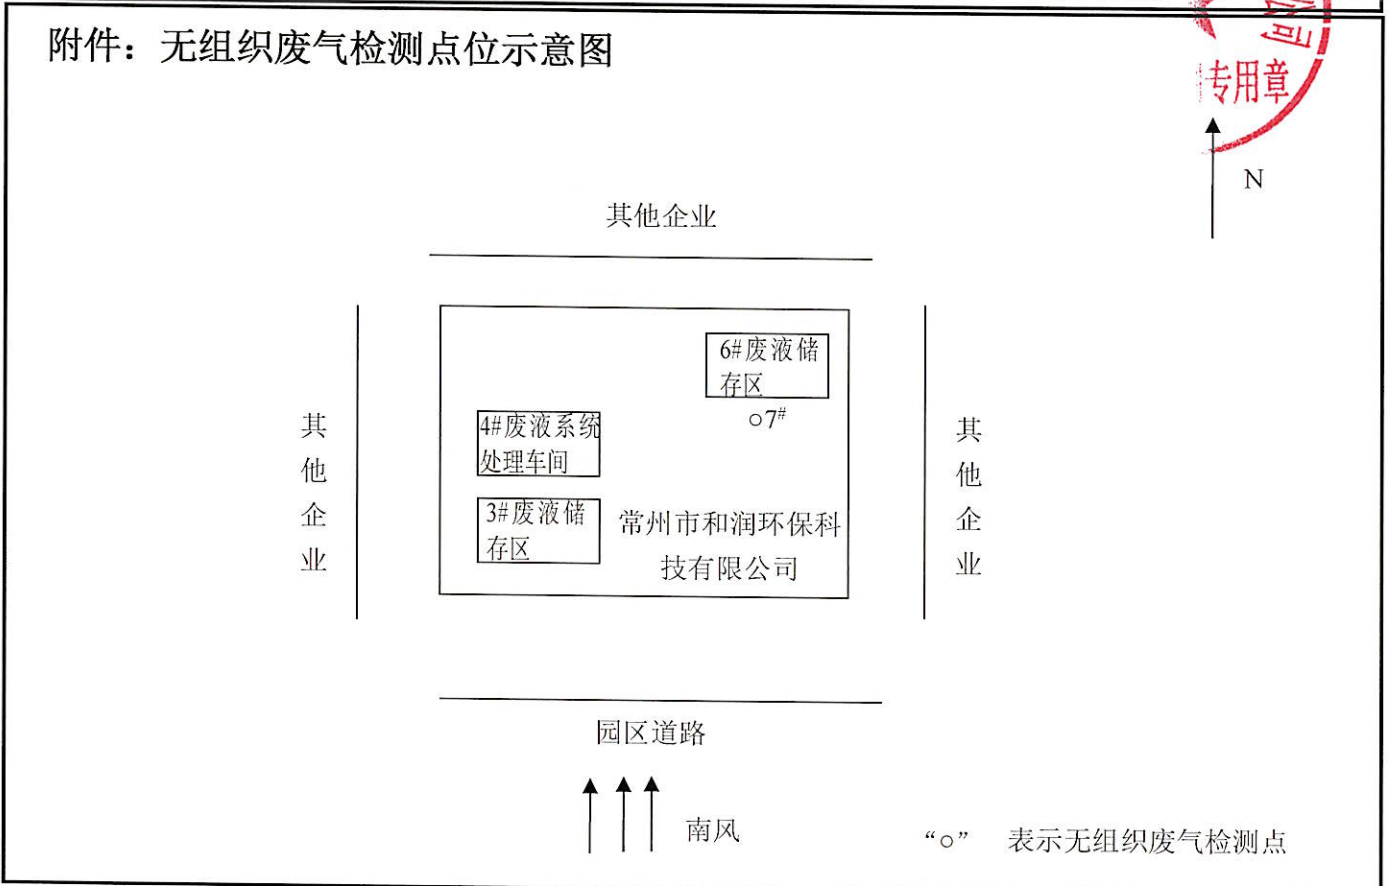 附件：无组织废气检测点位示意图
公司
专用章
N
其他企业
6#废液储
存区
○7#
4#废液系统
处理车间
3#废液储
存区
常州市和润环保科
技有限公司
其他企业
其他企业
园区道路
南风
“○” 表示无组织废气检测点